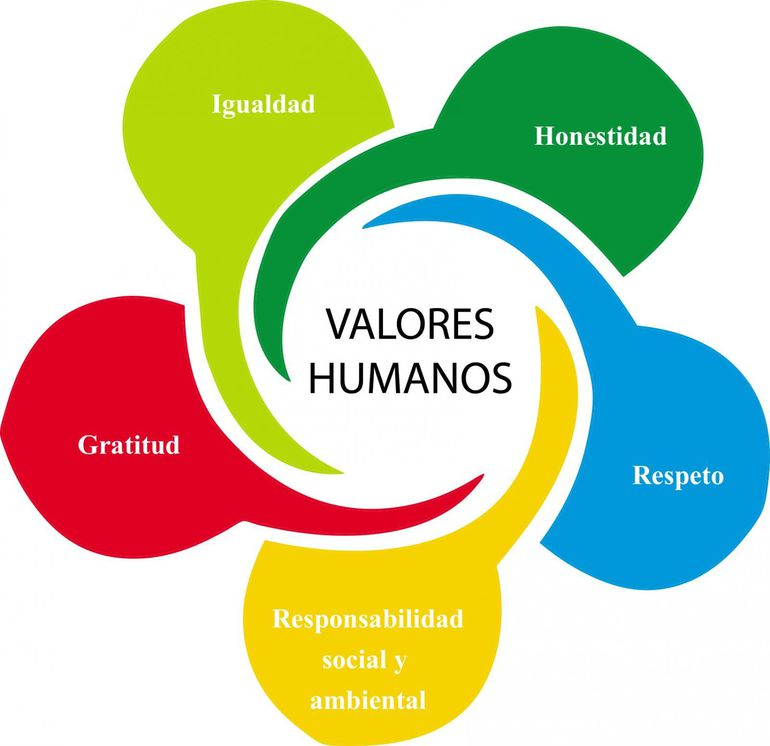 Igualdad
Honestidad
VALORES
HUMANOS
Gratitud
Respeto
Responsabilidad
social y
ambiental